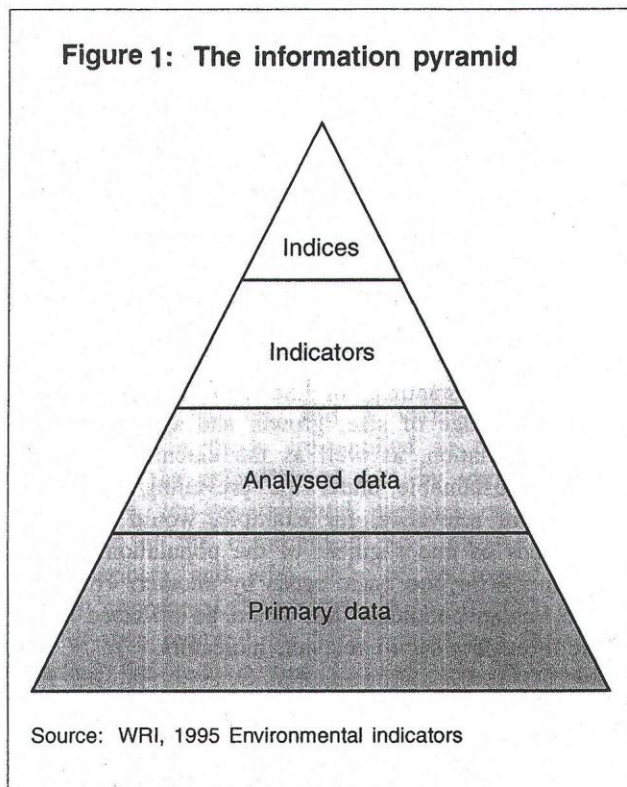 Figure 1: The information pyramid
Indices
Indicators
Analysed data
Primary data
Source: WRI, 1995 Environmental indicators